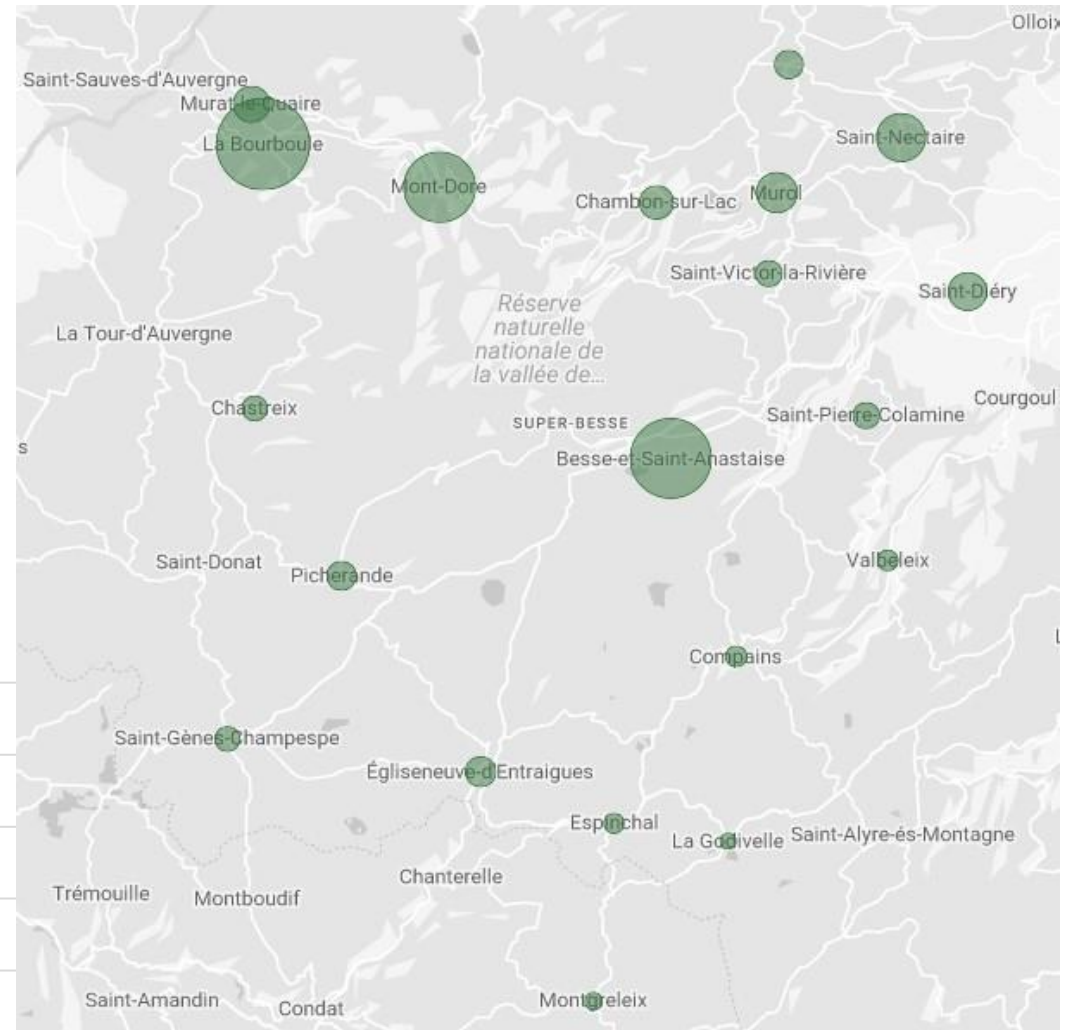 Olloix
Saint-Sauves-d'Auvergne
Murat-le-Quaire
Saint-Nectaire
La Bourboule
Mont-Dore
Murol
Chambon-sur-Lac
Saint-Victor-la-Rivière
Saint-Diéry
Réserve
naturelle
nationale de
la vallée de...
La Tour-d'Auvergne
Courgoul
Chastreix
Saint-Pierre-Colamine
SUPER-BESSE
s
Besse-et-Saint-Anastaise
Valbeleix
Saint-Donat
Picherande
L
Compains
Saint-Gènes-Champespe
Égliseneuve-d'Entraigues
Espinchal
Saint-Alyre-és-Montagne
La Godivelle
Chanterelle
Trémouille
Montboudif
Saint-Amandin
Montgreleix
Condat